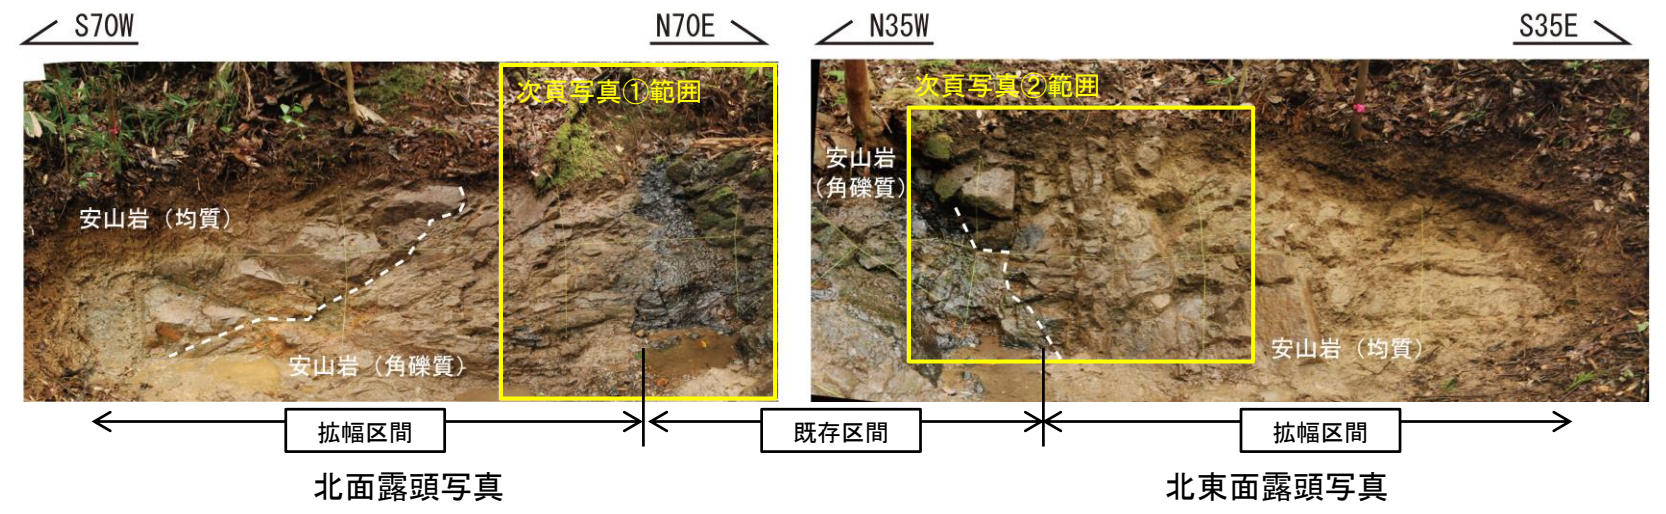 S70W
N70E
N35W
S35E
次頁写真①範囲
安山岩（均質）
安山岩（角礫質）
次頁写真②範囲
安山岩
（角礫質）
安山岩（均質）
拡幅区間
既存区間
拡幅区間
北面露頭写真
北東面露頭写真